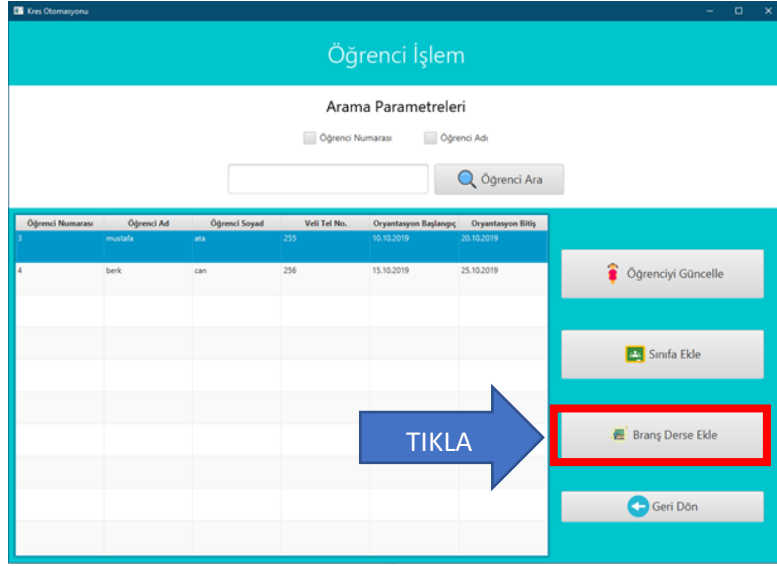 Kres Otomasyonu
Öğrenci İşlem
Arama Parametreleri
Öğrenci Numarası Öğrenci Adı
Öğrenci Ara
Öğrenci Numarası Öğrenci Ad Öğrenci Soyad Veli Tel No. Oryantasyon Başlangıç Oryantasyon Bitiş
3 mustafa ata 255 10.10.2019 20.10.2019
4 berk can 256 15.10.2019 25.10.2019
Öğrenciyi Güncelle
Sınıfa Ekle
TIKLA
Branş Derse Ekle
Geri Dön